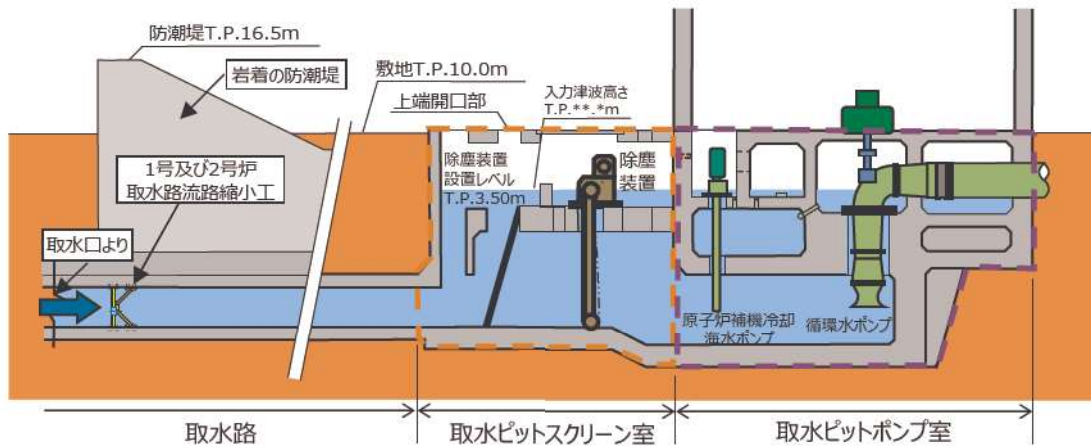 防潮堤T.P.16.5m
岩着の防潮堤
敷地T.P.10.0m
上端開口部
入力津波高さ
T.P.**.*m
1号及び2号炉
取水路流路縮小工
除塵装置
設置レベル
T.P.3.50m
除塵
装置
取水口より
原子炉補機冷却
海水ポンプ
循環水ポンプ
取水路
取水ピットスクリーン室
取水ピットポンプ室